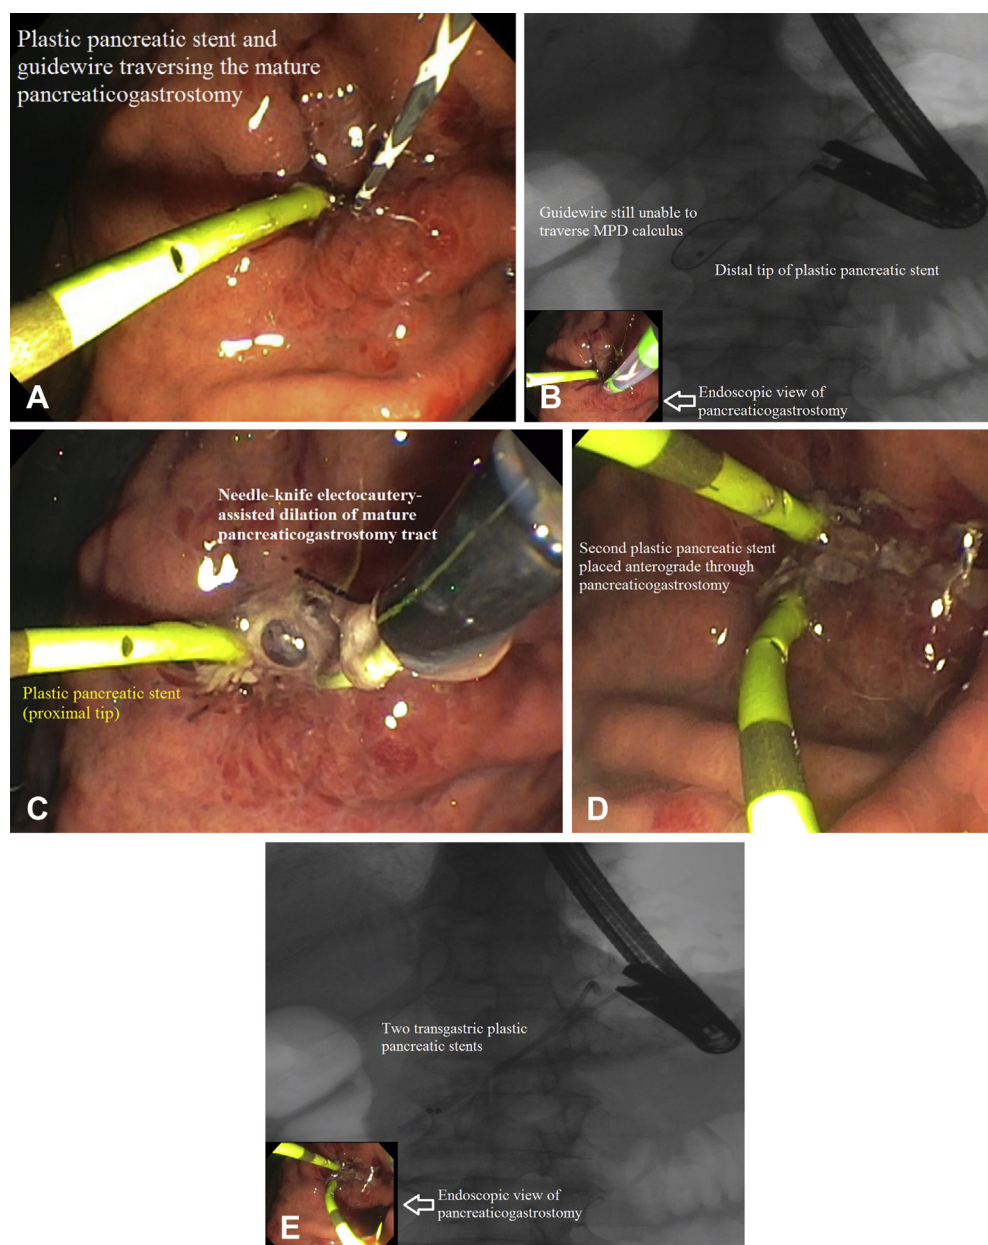 Plastic pancreatic stent and
guidewire traversing the mature
pancreaticogastrostomy
A
Guidewire still unable to
traverse MPD calculus
Distal tip of plastic pancreatic stent
B
Endoscopic view of
pancreaticogastrostomy
Needle-knife electocautery-
assisted dilation of mature
pancreaticogastrostomy tract
Plastic pancreatic stent
(proximal tip)
C
Second plastic pancreatic stent
placed anterograde through
pancreaticogastrostomy
D
Two transgastric plastic
pancreatic stents
E
Endoscopic view of
pancreaticogastrostomy